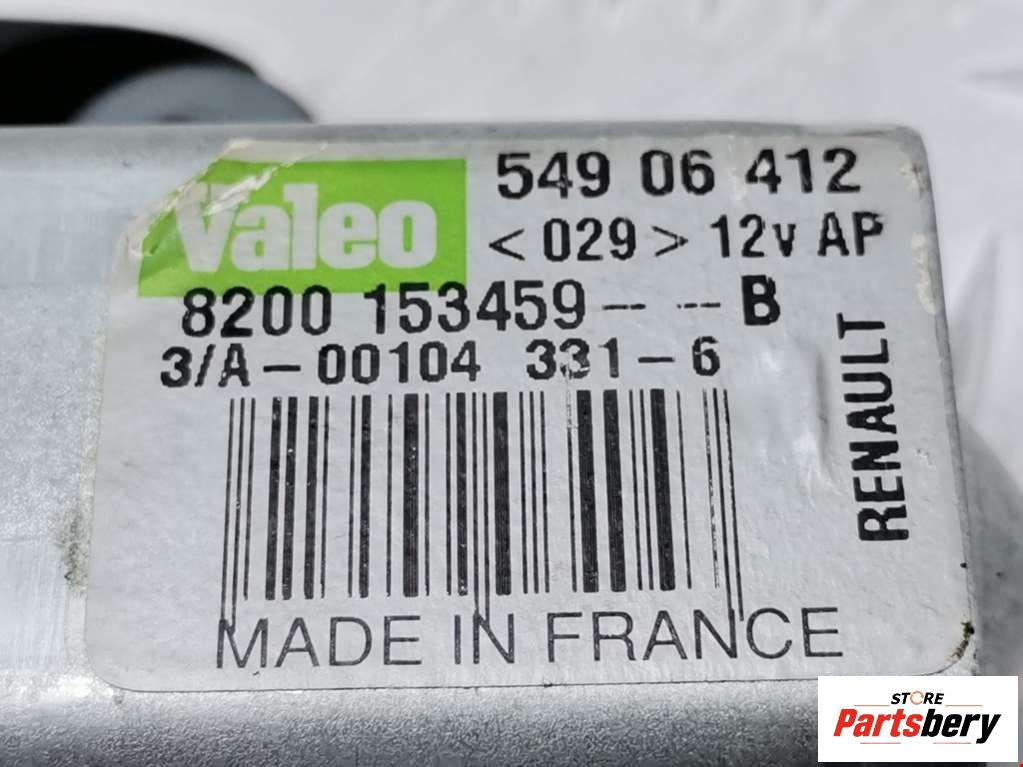 Valeo
549 06 412
<029> 12v AP
8200 153459-- --B
3/A-00104 331-6
RENAULT
MADE IN FRANCE
STORE
Partsbery